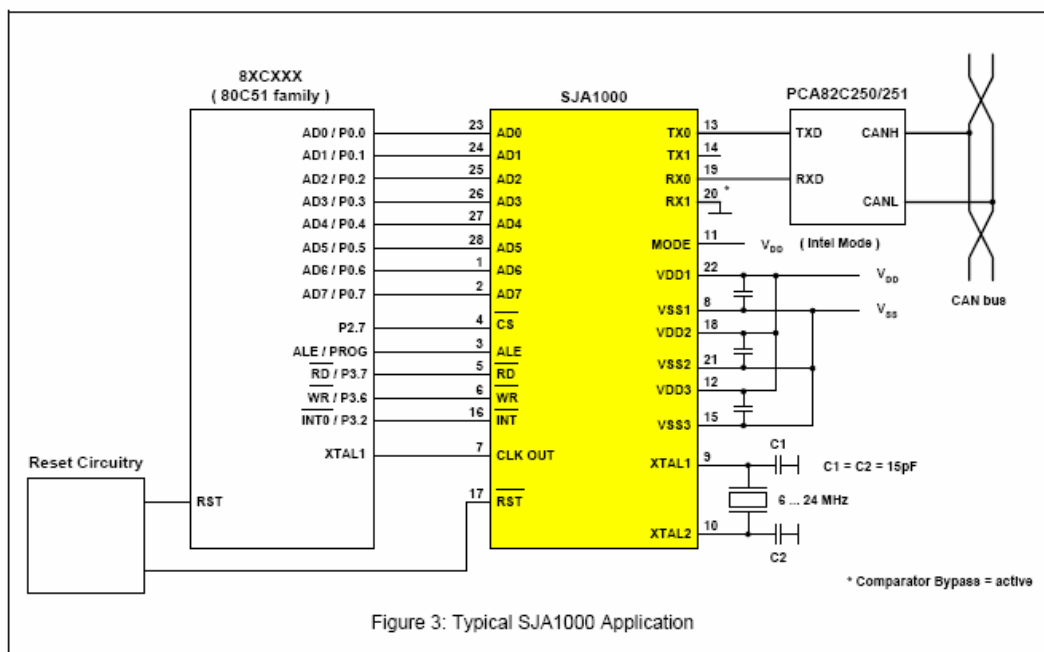 8XCXXX
( 80C51 family )
SJA1000
PCA82C250/251
AD0 / P0.0
23
AD0
AD1 / P0.1
24
AD1
AD2 / P0.2
25
AD2
AD3 / P0.3
26
AD3
AD4 / P0.4
27
AD4
AD5 / P0.5
28
AD5
AD6 / P0.6
1
AD6
AD7 / P0.7
2
AD7
P2.7
4
CS
ALE / PROG
3
ALE
RD / P3.7
5
RD
WR / P3.6
6
WR
INT0 / P3.2
16
INT
XTAL1
7
CLK OUT
17
RST
TX0
13
TXD
CANH
TX1
14
RX0
19
RXD
RX1
20
*
CANL
MODE
11
VDD
( Intel Mode )
VDD1
22
VDD
VSS1
8
VSS
VDD2
18
VSS2
21
VDD3
12
VSS3
15
CAN bus
XTAL1
9
C1
C1 = C2 = 15pF
6 ... 24 MHz
XTAL2
10
C2
Reset Circuitry
RST
* Comparator Bypass = active
Figure 3: Typical SJA1000 Application